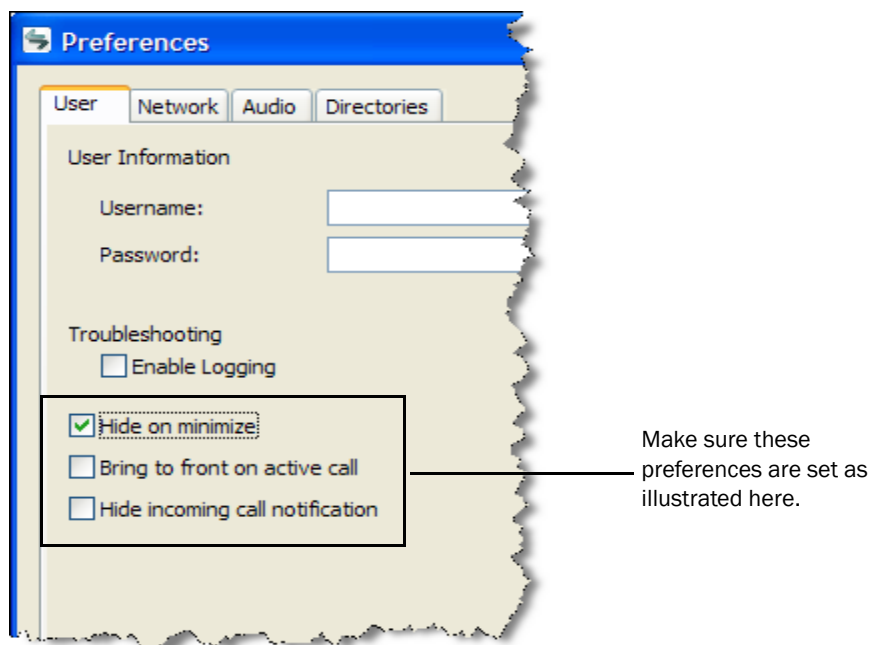 Preferences
User Network Audio Directories
User Information
Username:
Password:
Troubleshooting
Enable Logging
Hide on minimize
Bring to front on active call
Hide incoming call notification
Make sure these
preferences are set as
illustrated here.